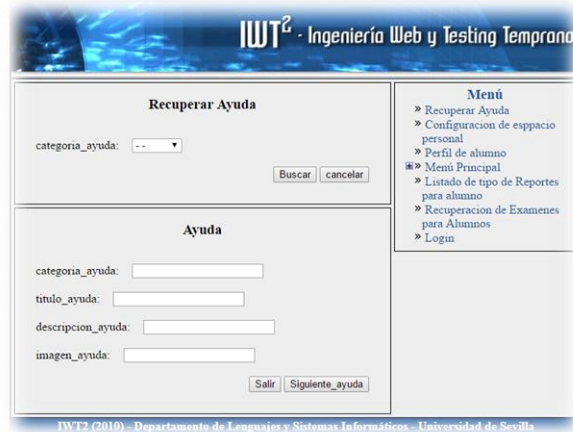 IWT2 - Ingeniería Web y Testing Temprano
Recuperar Ayuda
categoria_ayuda: - -
Buscar cancelar
Ayuda
categoria_ayuda:
titulo_ayuda:
descripcion_ayuda:
imagen_ayuda:
Salir Siguiente_ayuda
Menú
» Recuperar Ayuda
» Configuracion de esppacio
personal
» Perfil de alumno
» Menú Principal
» Listado de tipo de Reportes
para alumno
» Recuperacion de Examenes
para Alumnos
» Login
IWT2 (2010) - Departamento de Lenguajes y Sistemas Informáticos - Universidad de Sevilla